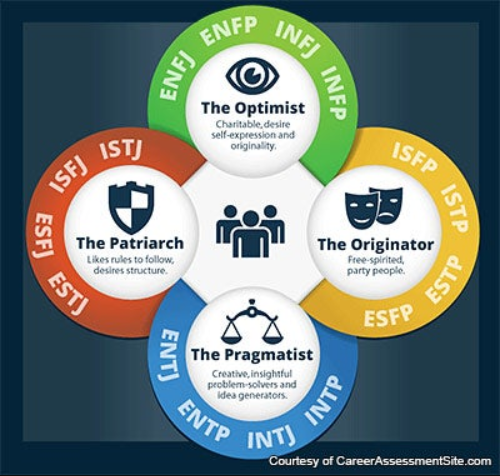 ENFJ ENFP INFJ INFP
The Optimist
Charitable, desire
self-expression and
originality.
ISTJ
ISFJ
ESFJ
ESTJ
The Patriarch
Likes rules to follow,
desires structure.
ISFP
ISTP
ESTP
ESFP
The Originator
Free-spirited,
party people.
The Pragmatist
Creative, insightful
problem-solvers and
idea generators.
ENTJ ENTP INTJ INTP
Courtesy of CareerAssessmentSite.com